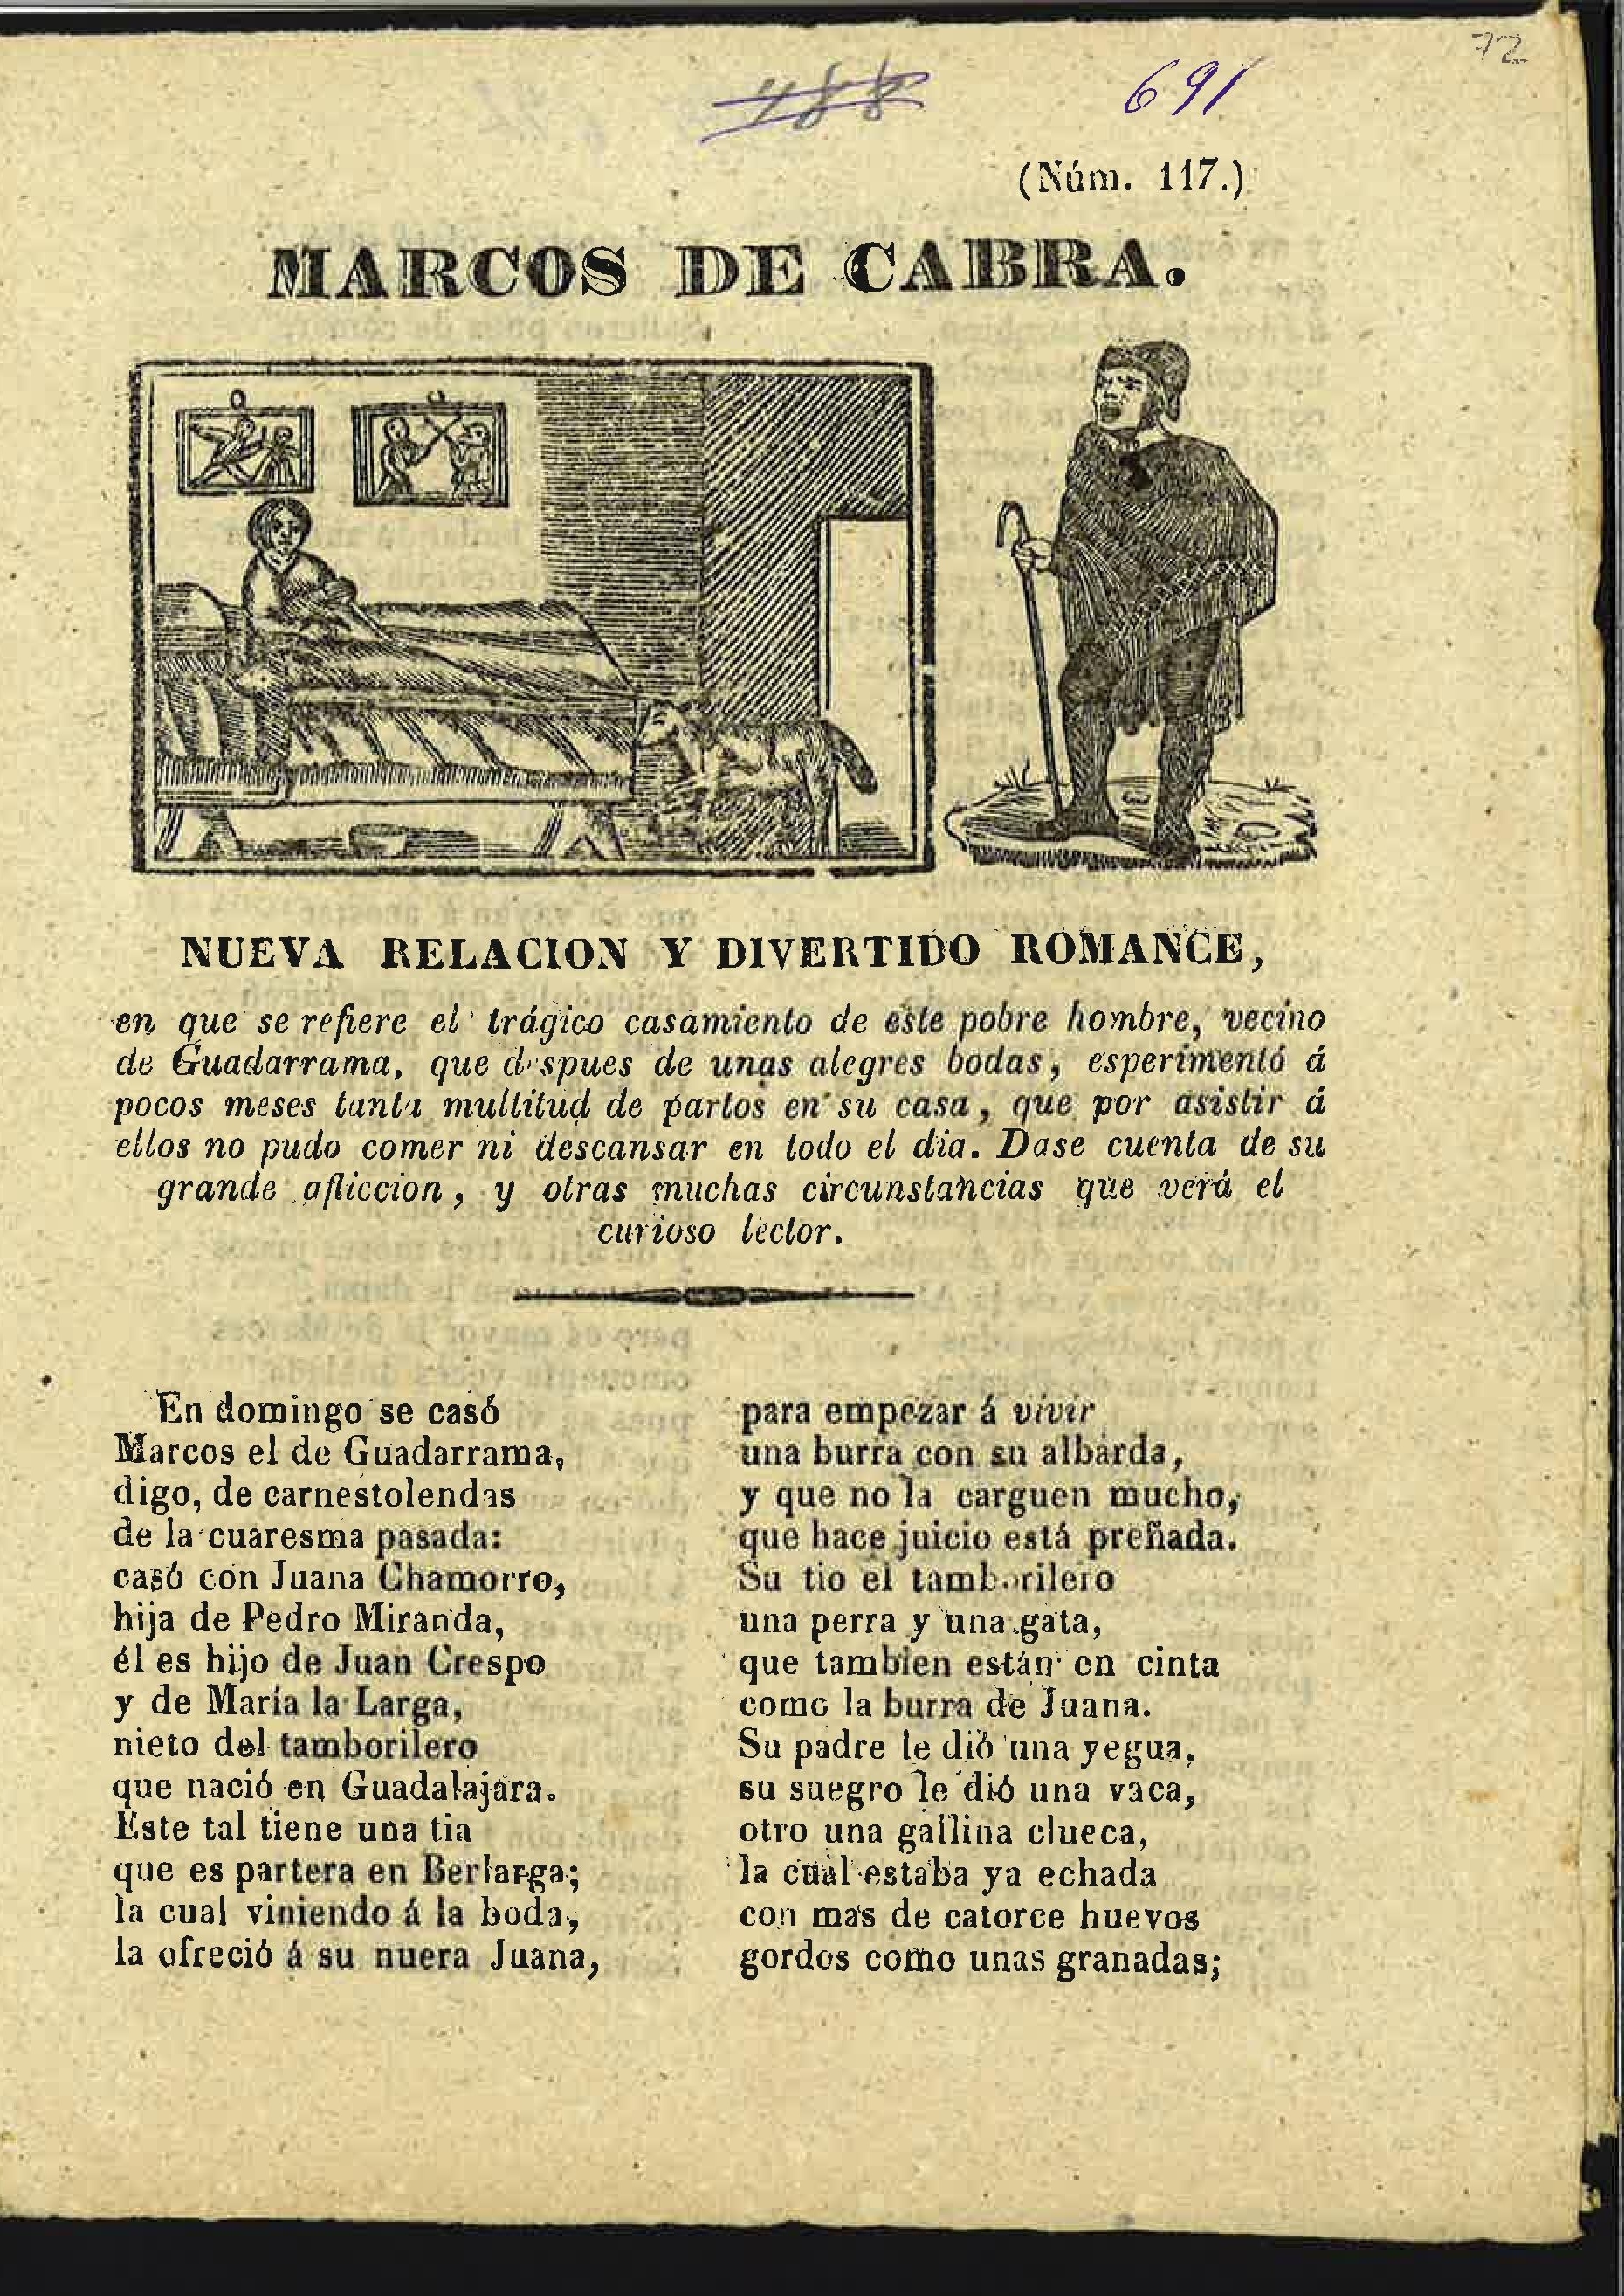 72
691
(Núm. 117.)
MARCOS DE CABRA.
NUEVA RELACION Y DIVERTIDO ROMANCE,
en que se refiere el trágico casamiento de este pobre hombre, vecino
de Guadarrama, que despues de unas alegres bodas, esperimentó á
pocos meses tanta multitud de partos en su casa, que por asistir á
ellos no pudo comer ni descansar en todo el dia. Dase cuenta de su
grande afliccion, y otras muchas circunstancias que verá el
curioso lector.
En domingo se casó
Marcos el de Guadarrama,
digo, de carnestolendas
de la cuaresma pasada:
casó con Juana Chamorro,
hija de Pedro Miranda,
él es hijo de Juan Crespo
y de María la Larga,
nieto del tamborilero
que nació en Guadalajara.
Este tal tiene una tia
que es partera en Berlarga;
la cual viniendo á la boda,
la ofreció á su nuera Juana,
para empezar á vivir
una burra con su albarda,
y que no la carguen mucho,
que hace juicio está preñada.
Su tio el tamborilero
una perra y una gata,
que tambien están en cinta
como la burra de Juana.
Su padre le dió una yegua,
su suegro le dió una vaca,
otro una gallina clueca,
la cual estaba ya echada
con mas de catorce huevos
gordos como unas granadas;